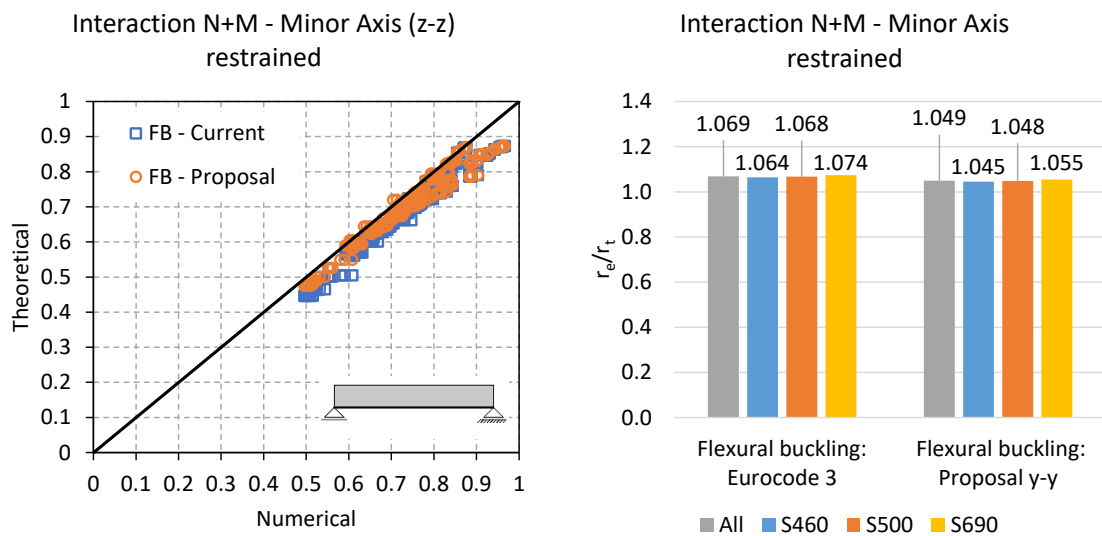 Interaction N+M - Minor Axis (z-z)
restrained
1
0.9
0.8
0.7
0.6
0.5
0.4
0.3
0.2
0.1
0
Theoretical
FB - Current
FB - Proposal
0 0.1 0.2 0.3 0.4 0.5 0.6 0.7 0.8 0.9 1
Numerical
Interaction N+M - Minor Axis
restrained
1.4
1.2
1.0
0.8
0.6
0.4
0.2
0.0
re/rt
1.069 1.064 1.068 1.074
1.049 1.045 1.048 1.055
Flexural buckling:
Eurocode 3
Flexural buckling:
Proposal y-y
All S460 S500 S690